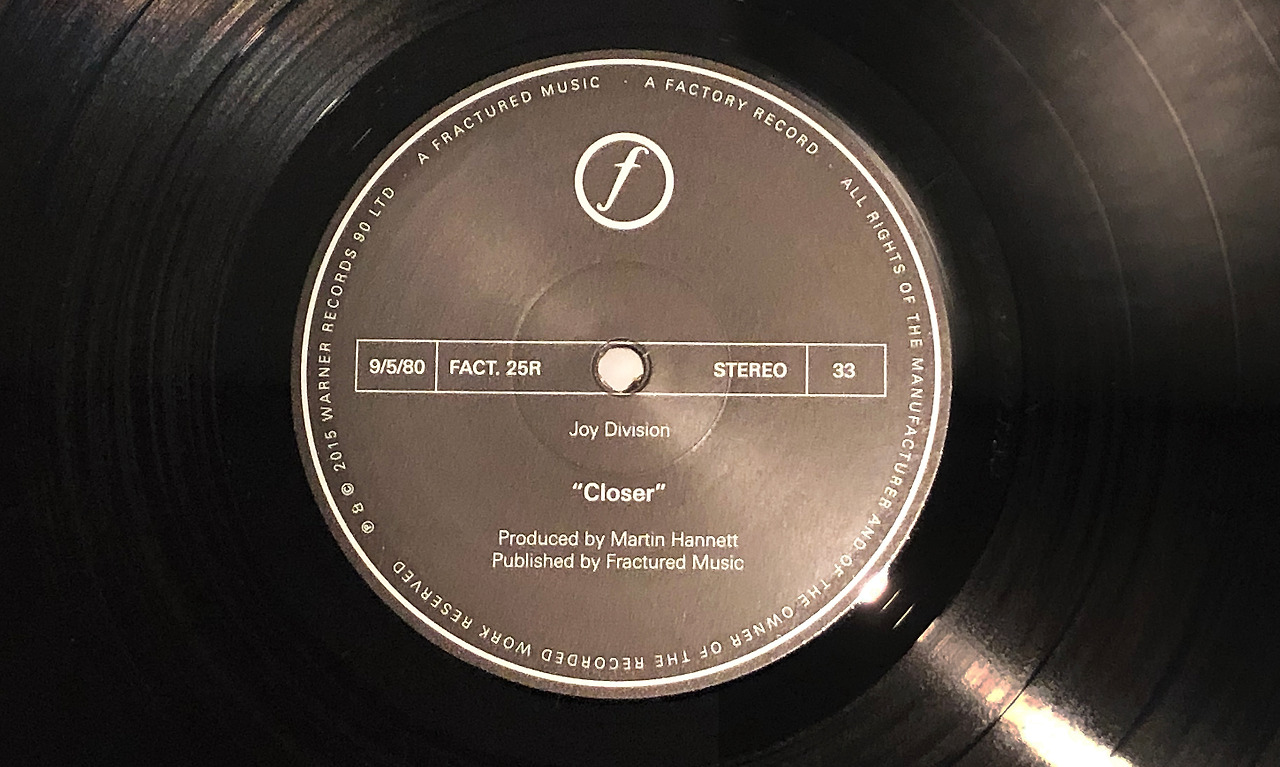 A FRACTURED MUSIC · A FACTORY RECORD · ALL RIGHTS OF THE MANUFACTURER AND OF THE OWNER OF THE RECORDED WORK RESERVED
℗ & © 2015 WARNER RECORDS 90 LTD ·
f
9/5/80 FACT. 25R STEREO 33
Joy Division
“Closer”
Produced by Martin Hannett
Published by Fractured Music